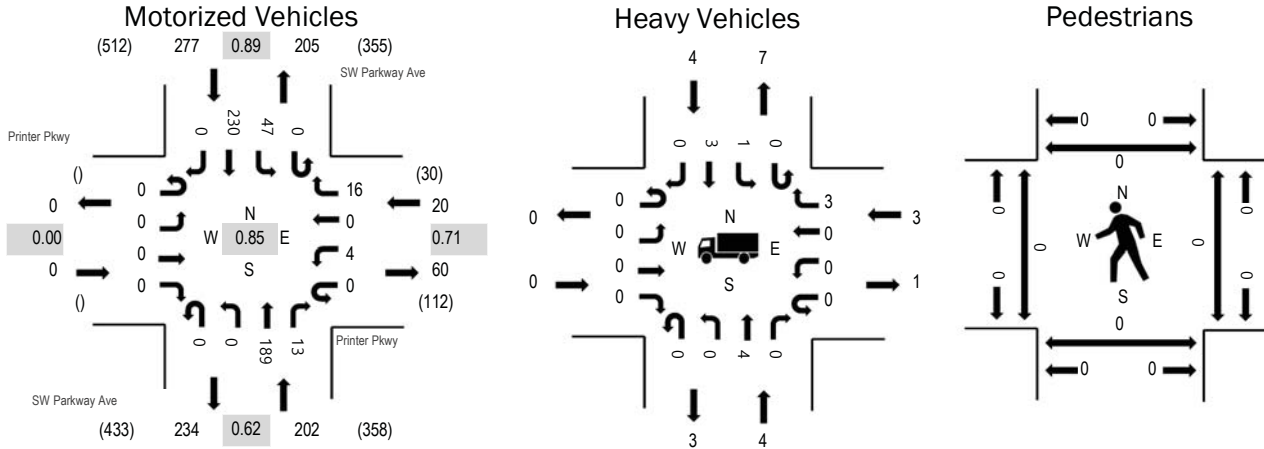 Motorized Vehicles
(512) 277 0.89 205 (355)
SW Parkway Ave
Printer Pkwy
0 230 47 0
() 0 16 (30)
0 0 0 20
N
0.00 W 0.85 E 0.71
0 0 4 60
S
() 0 0 (112)
0 0 189 13
Printer Pkwy
SW Parkway Ave
(433) 234 0.62 202 (358)
Heavy Vehicles
4 7
0 3 1 0
0 3
0 0 0 3
N
W E
0 0 0 1
S
0 0
0 0 4 0
3 4
Pedestrians
0 0
0
0 0
N
W E
0 0
S
0 0
0
0 0